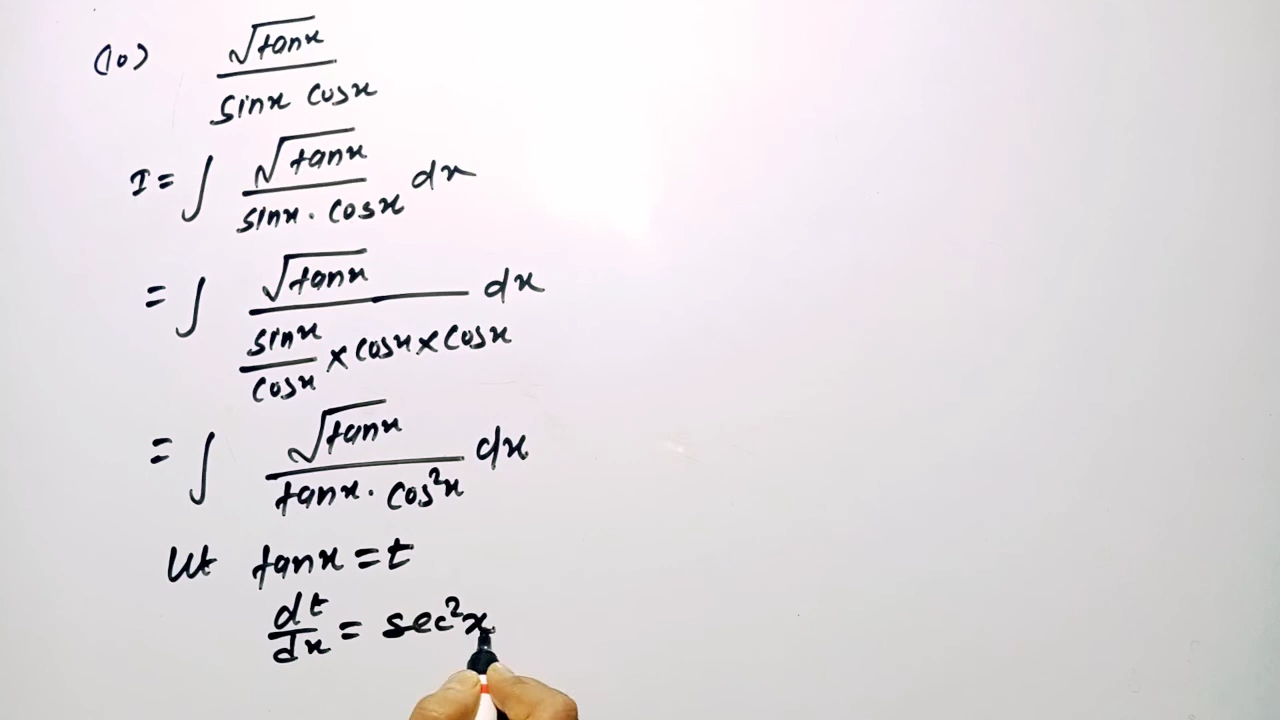 (10) √tanx / sinx cosx
I = ∫ √tanx / sinx . cosx dx
= ∫ √tanx / sinx/cosx × cosx × cosx dx
= ∫ √tanx / tanx . cos²x dx
Let tanx = t
dt/dx = sec²x